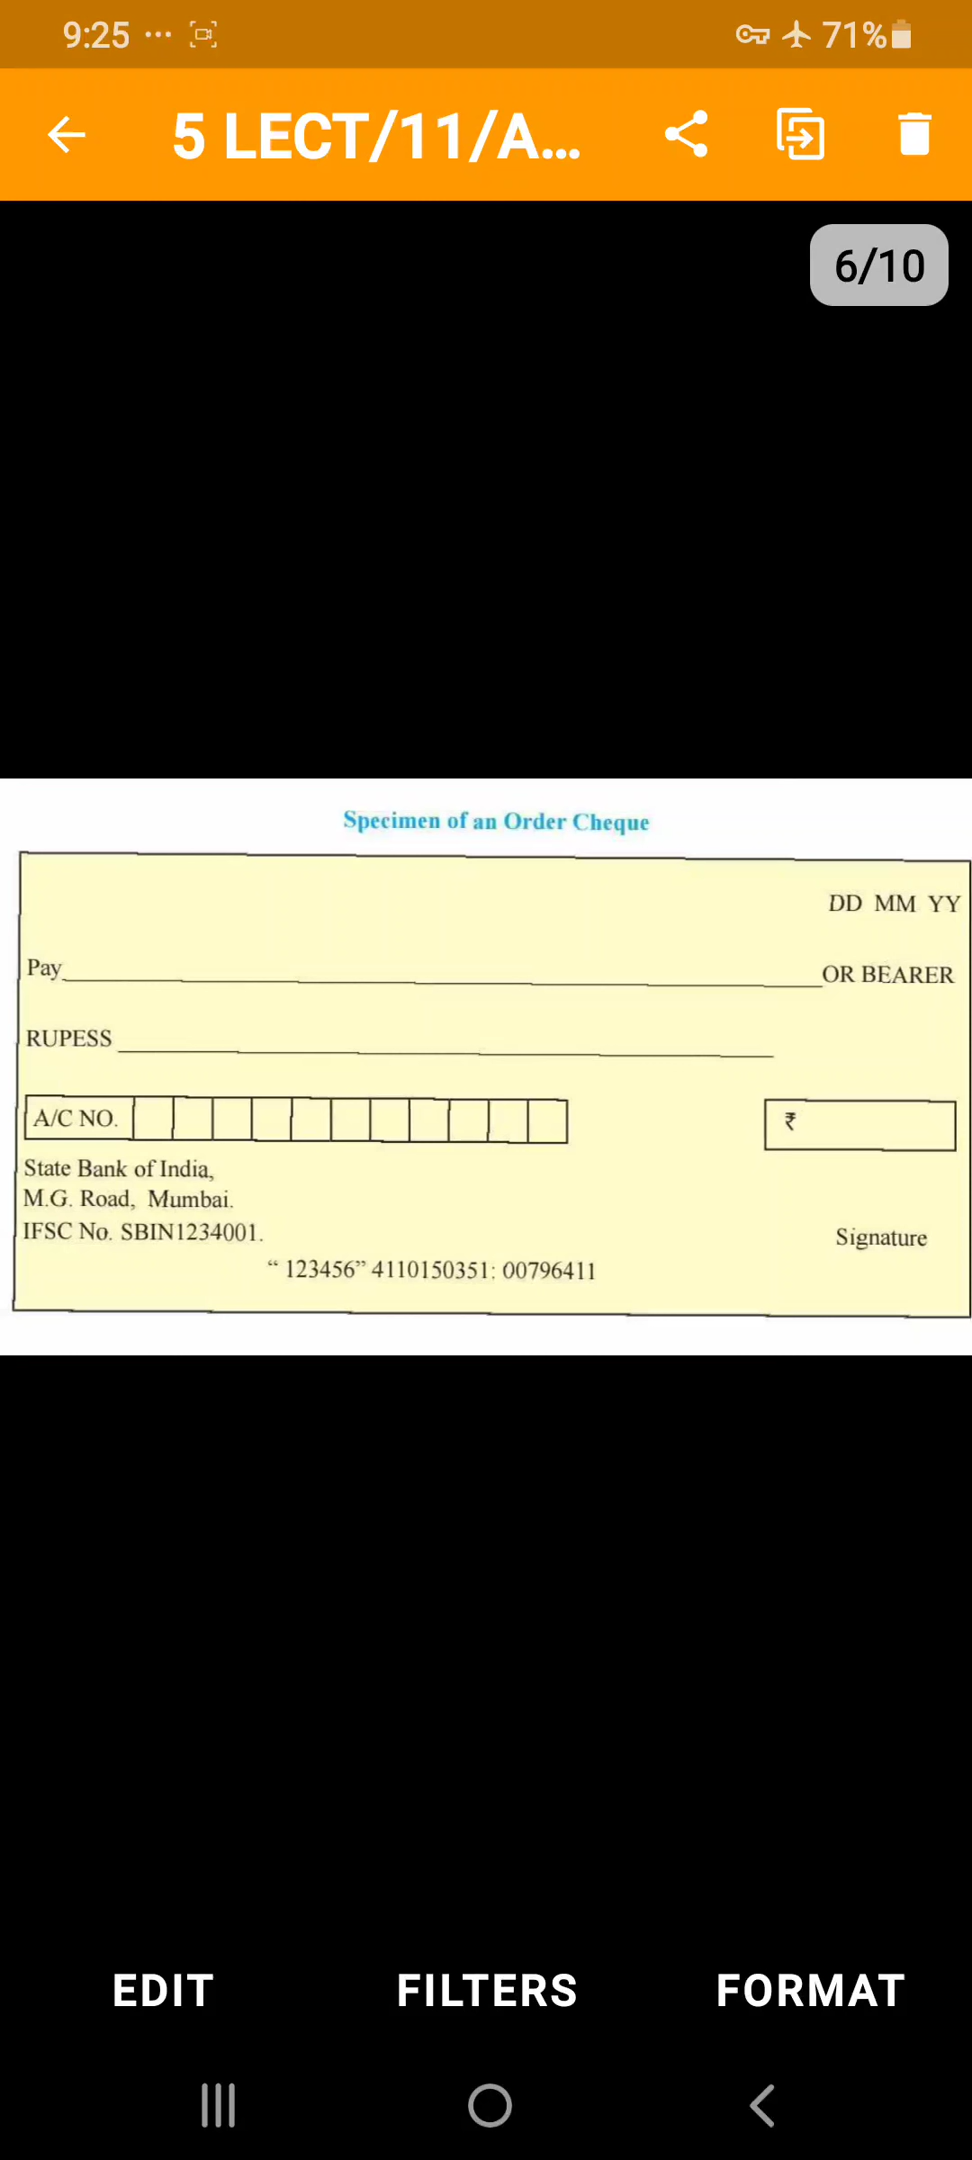 9:25 ... 71%
5 LECT/11/A...
6/10
Specimen of an Order Cheque
DD MM YY
Pay OR BEARER
RUPESS
A/C NO. ₹
State Bank of India,
M.G. Road, Mumbai.
IFSC No. SBIN1234001.
Signature
“ 123456” 4110150351: 00796411
EDIT FILTERS FORMAT